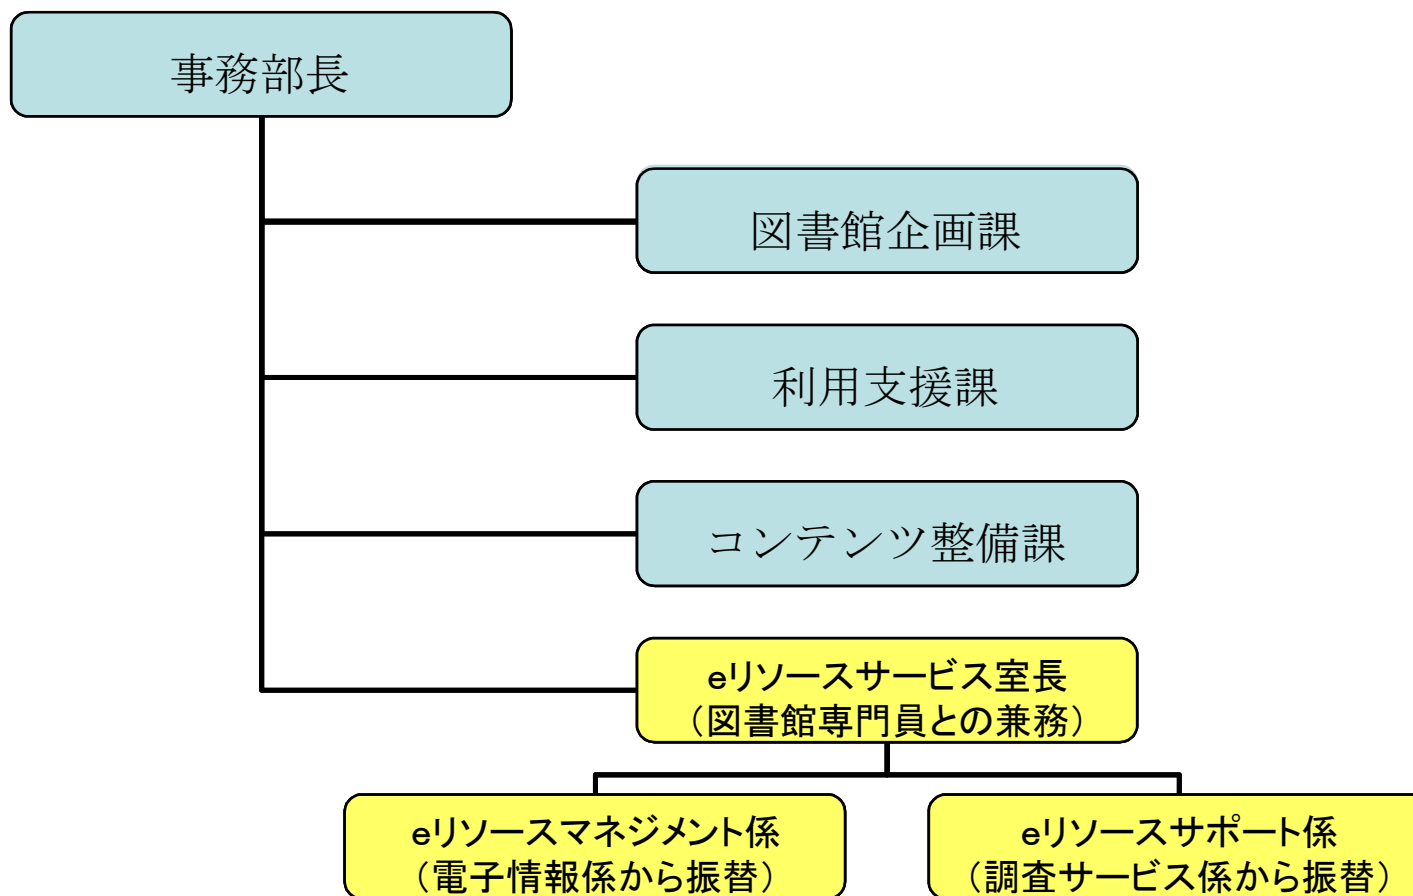 事務部長
図書館企画課
利用支援課
コンテンツ整備課
eリソースサービス室長
（図書館専門員との兼務）
eリソースマネジメント係
（電子情報係から振替）
eリソースサポート係
（調査サービス係から振替）